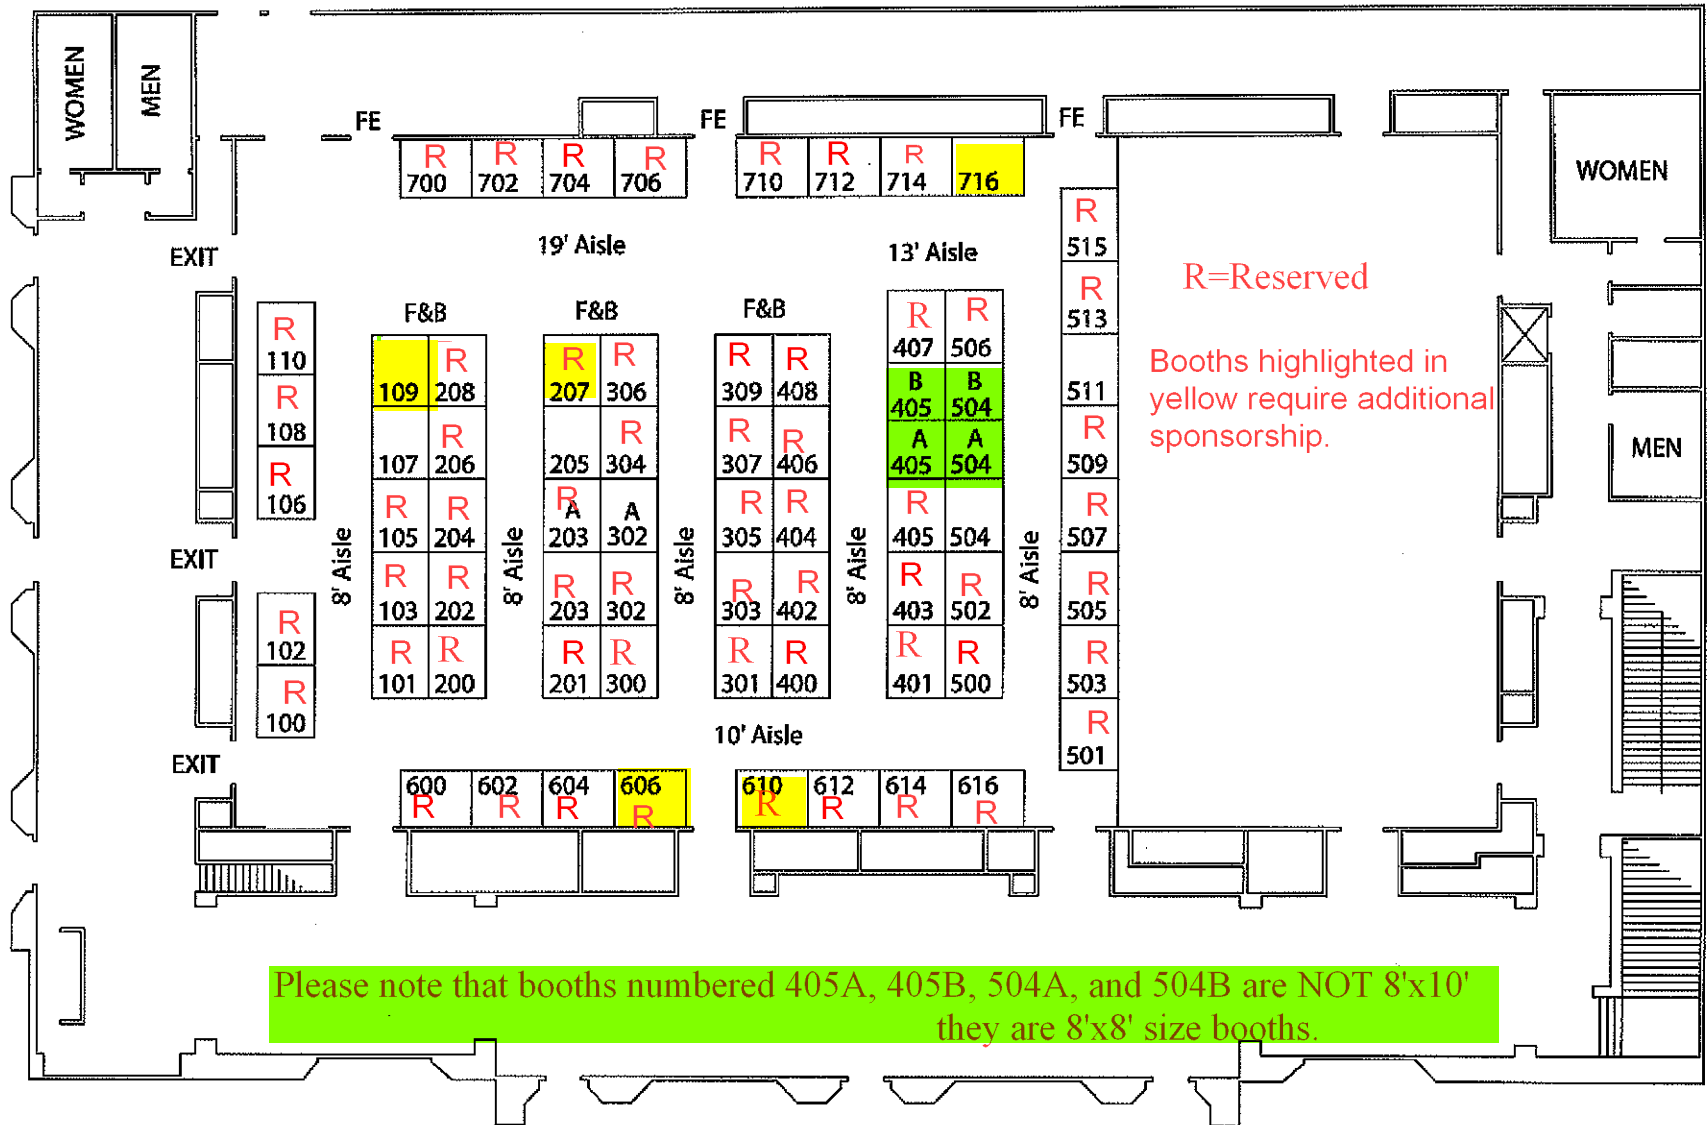 WOMEN
MEN
FE
FE
FE
R R R R
700 702 704 706
R R R
710 712 714 716
WOMEN
R
515
19' Aisle
13' Aisle
EXIT
R=Reserved
R
513
F&B
F&B
F&B
R
110
R R
407 506
R
109 208
R R
207 306
R R
309 408
B B
405 504
511
Booths highlighted in
yellow require additional
sponsorship.
R
108
R
107 206
R
205 304
R R
307 406
A A
405 504
R
509
MEN
R
106
R R
105 204
R
A A
203 302
R R
305 404
R
405 504
R
507
8' Aisle
8' Aisle
8' Aisle
8' Aisle
8' Aisle
EXIT
R R
103 202
R R
203 302
R R
303 402
R R
403 502
R
505
R
102
R R
101 200
R R
201 300
R R
301 400
R R
401 500
R
503
R
100
10' Aisle
R
501
EXIT
600 602 604 606
R R R R
610 612 614 616
R R R R
Please note that booths numbered 405A, 405B, 504A, and 504B are NOT 8'x10'
they are 8'x8' size booths.